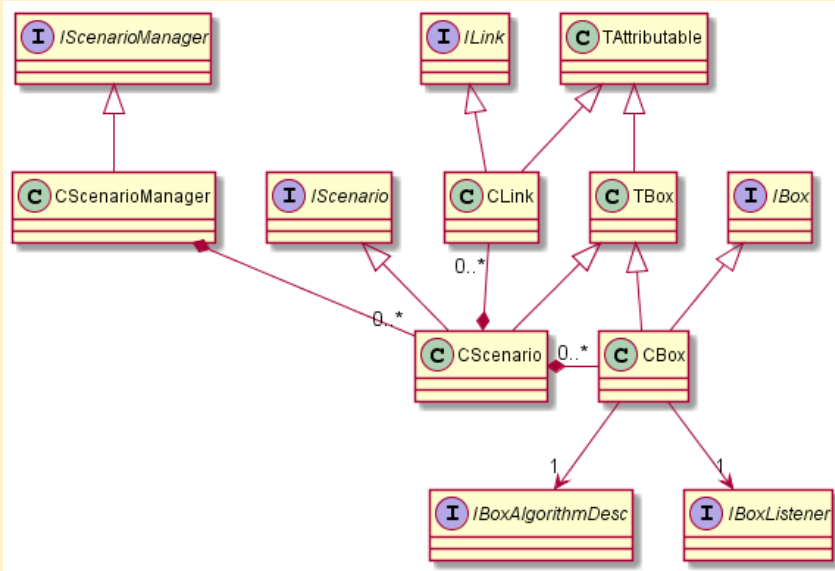 I IScenarioManager
I ILink
C TAttributable
C CScenarioManager
I IScenario
C CLink
C TBox
I IBox
0..*
0..*
C CScenario
0..*
C CBox
1
1
I IBoxAlgorithmDesc
I IBoxListener